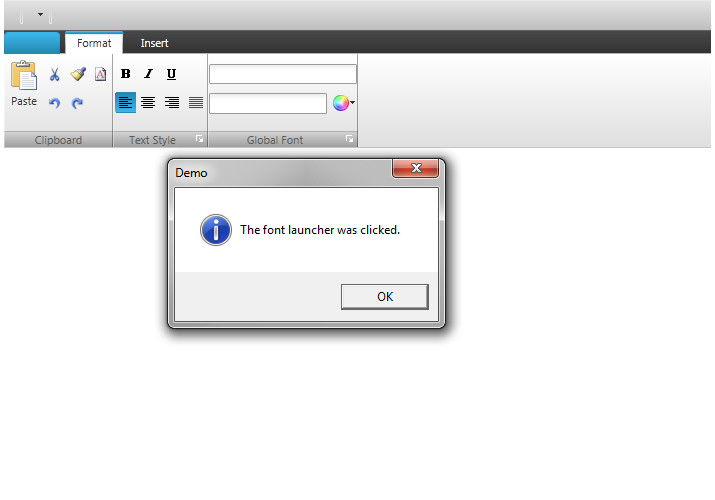 Format Insert
B I U
Paste
Clipboard Text Style Global Font
Demo
The font launcher was clicked.
OK